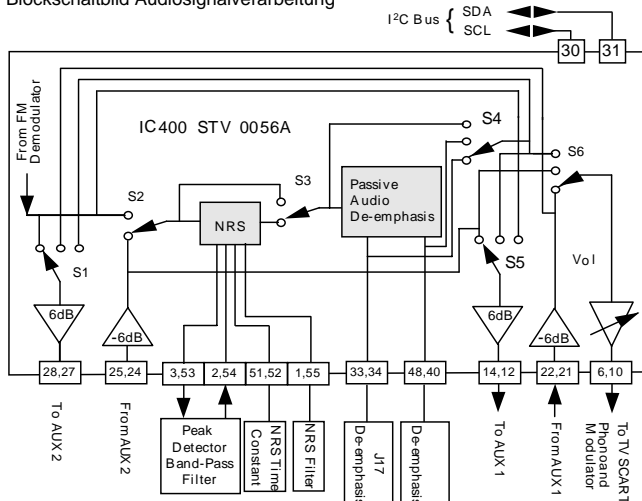 Blockschaltbild Audiosignalverarbeitung
I²C Bus { SDA
SCL
30 31
From FM
Demodulator
IC400 STV 0056A
S4
S6
S2
S3
Passive
Audio
De-emphasis
NRS
S1
S5
Vol
6dB
-6dB
6dB
-6dB
28,27 25,24 3,53 2,54 51,52 1,55 33,34 48,40 14,12 22,21 6,10
To AUX 2
From AUX 2
Peak
Detector
Band-Pass
Filter
NRS Time
Constant
NRS Filter
J17
De-emphasis
De-emphasis
To AUX 1
From AUX 1
To TV SCART
Phono and
Modulator